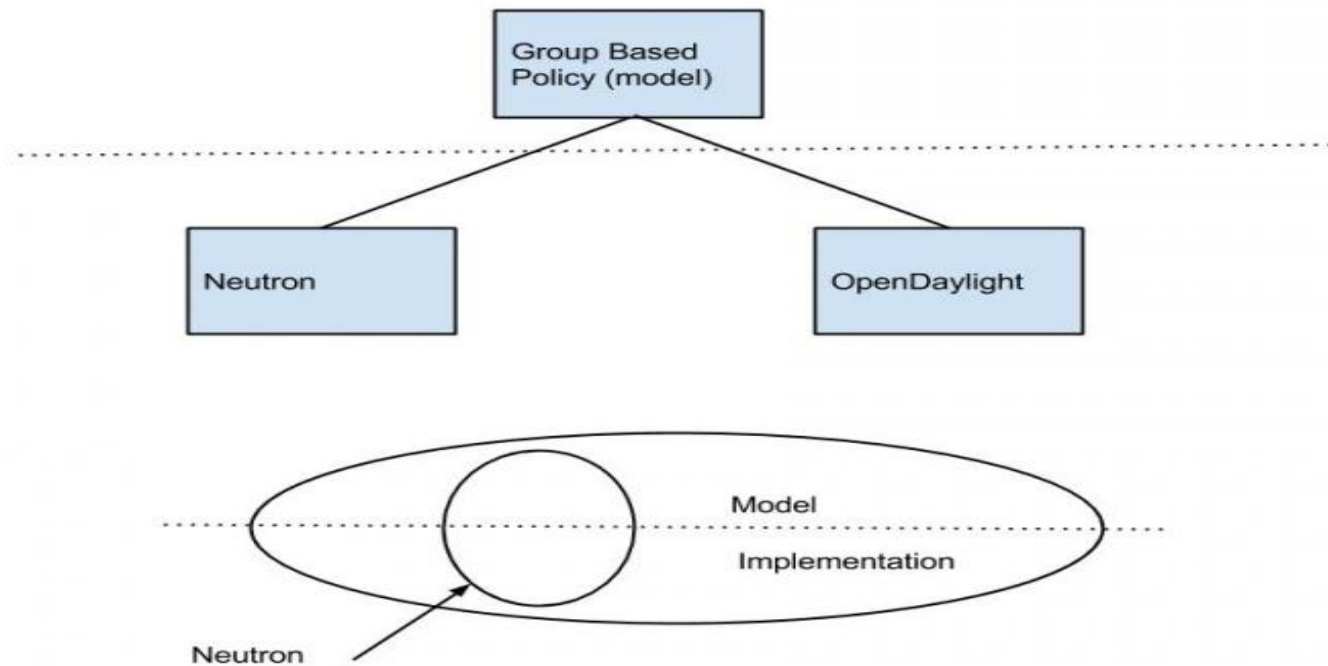 Group Based
Policy (model)
Neutron
OpenDaylight
Model
Implementation
Neutron